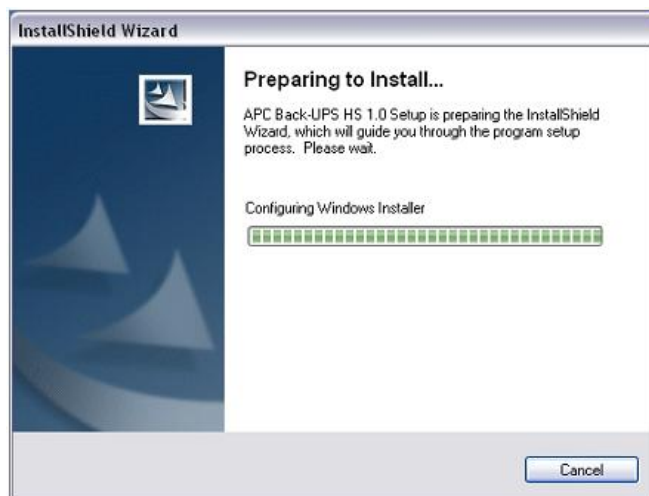 InstallShield Wizard
Preparing to Install...
APC Back-UPS HS 1.0 Setup is preparing the InstallShield
Wizard, which will guide you through the program setup
process. Please wait.
Configuring Windows Installer
Cancel